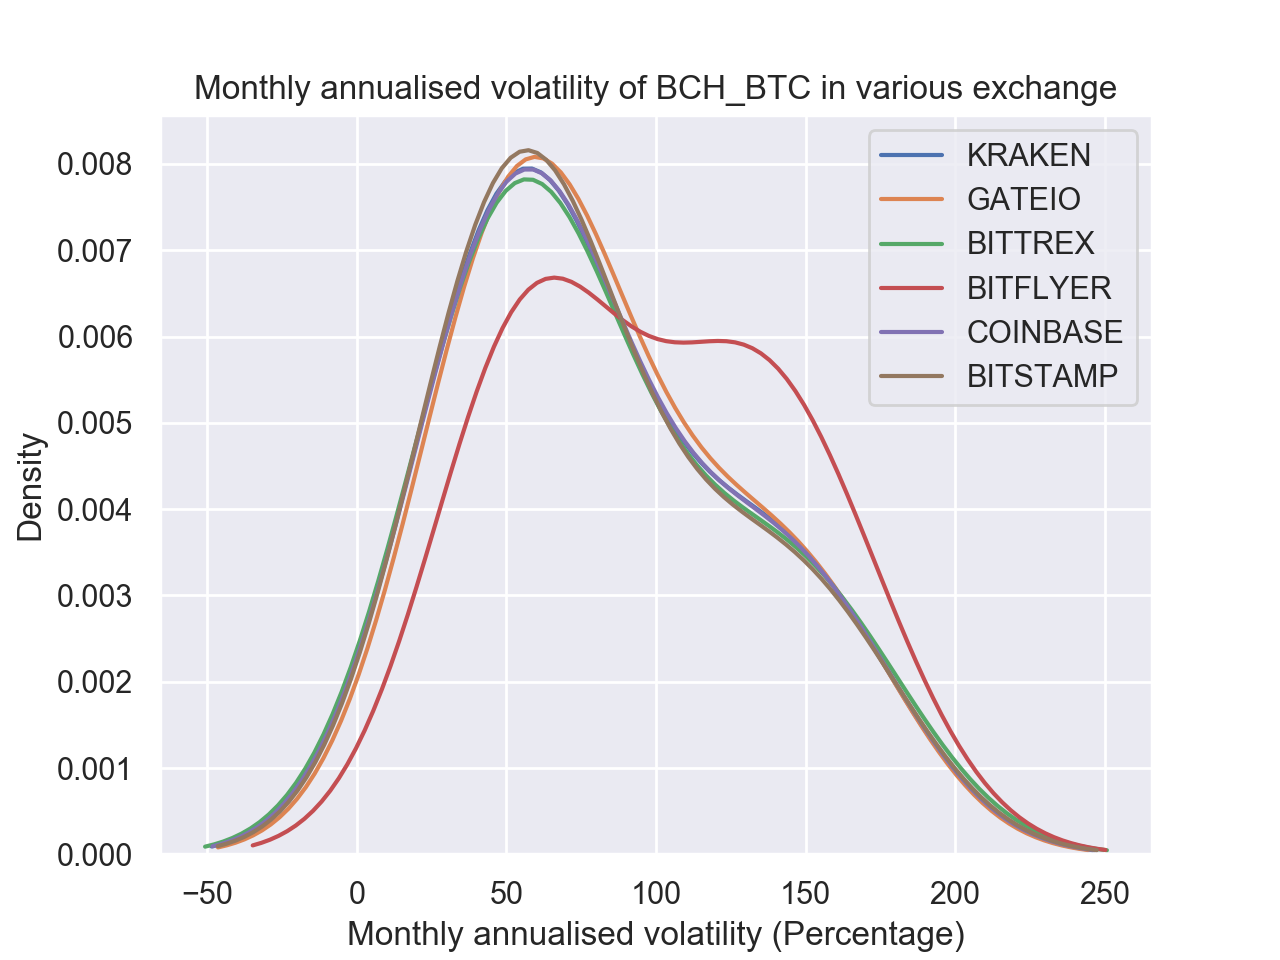 Monthly annualised volatility of BCH_BTC in various exchange
KRAKEN
GATEIO
BITTREX
BITFLYER
COINBASE
BITSTAMP
0.008
0.007
0.006
0.005
0.004
0.003
0.002
0.001
0.000
Density
−50 0 50 100 150 200 250
Monthly annualised volatility (Percentage)